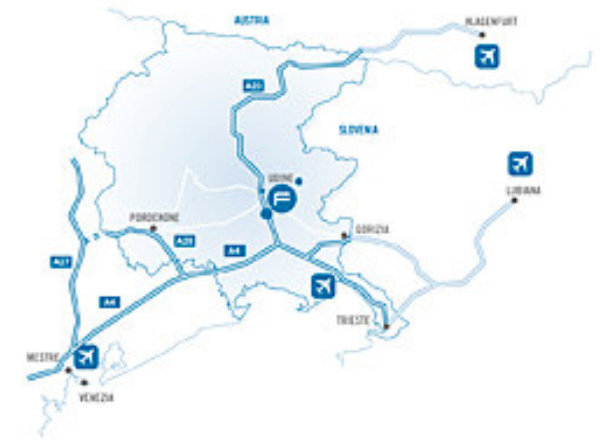 AUSTRIA
KLAGENFURT
A23
SLOVENIA
UDINE
F
LUBIANA
PORDENONE
A28
A4
GORIZIA
A27
A4
TRIESTE
MESTRE
VENEZIA